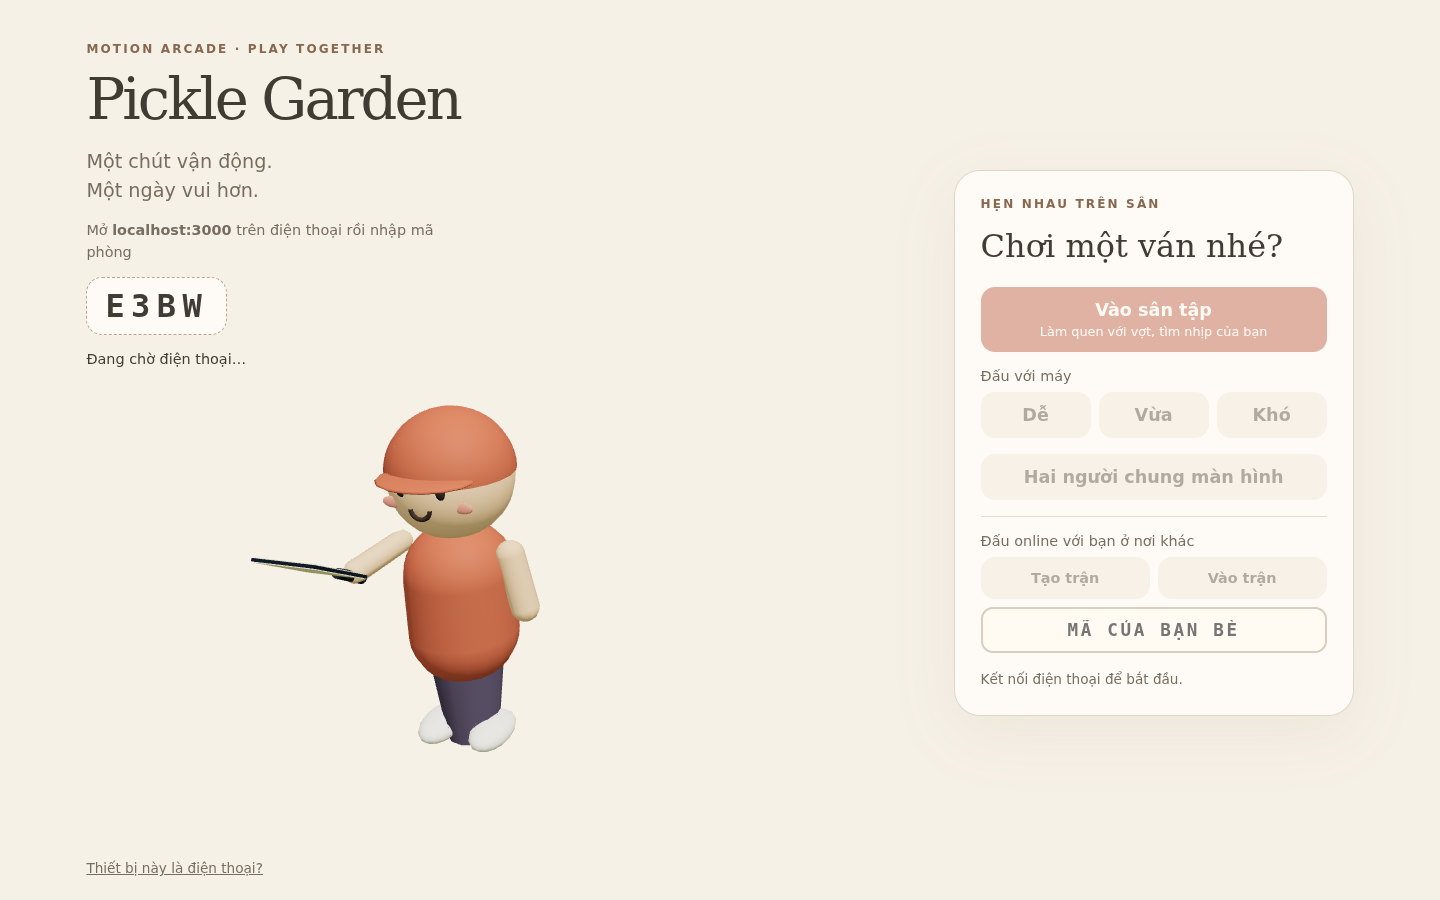 MOTION ARCADE · PLAY TOGETHER
Pickle Garden
Một chút vận động.
Một ngày vui hơn.
Mở localhost:3000 trên điện thoại rồi nhập mã
phòng
E3BW
Đang chờ điện thoại...
Thiết bị này là điện thoại?
HẸN NHAU TRÊN SÂN
Chơi một ván nhé?
Vào sân tập
Làm quen với vợt, tìm nhịp của bạn
Đấu với máy
Dễ Vừa Khó
Hai người chung màn hình
Đấu online với bạn ở nơi khác
Tạo trận Vào trận
MÃ CỦA BẠN BÈ
Kết nối điện thoại để bắt đầu.